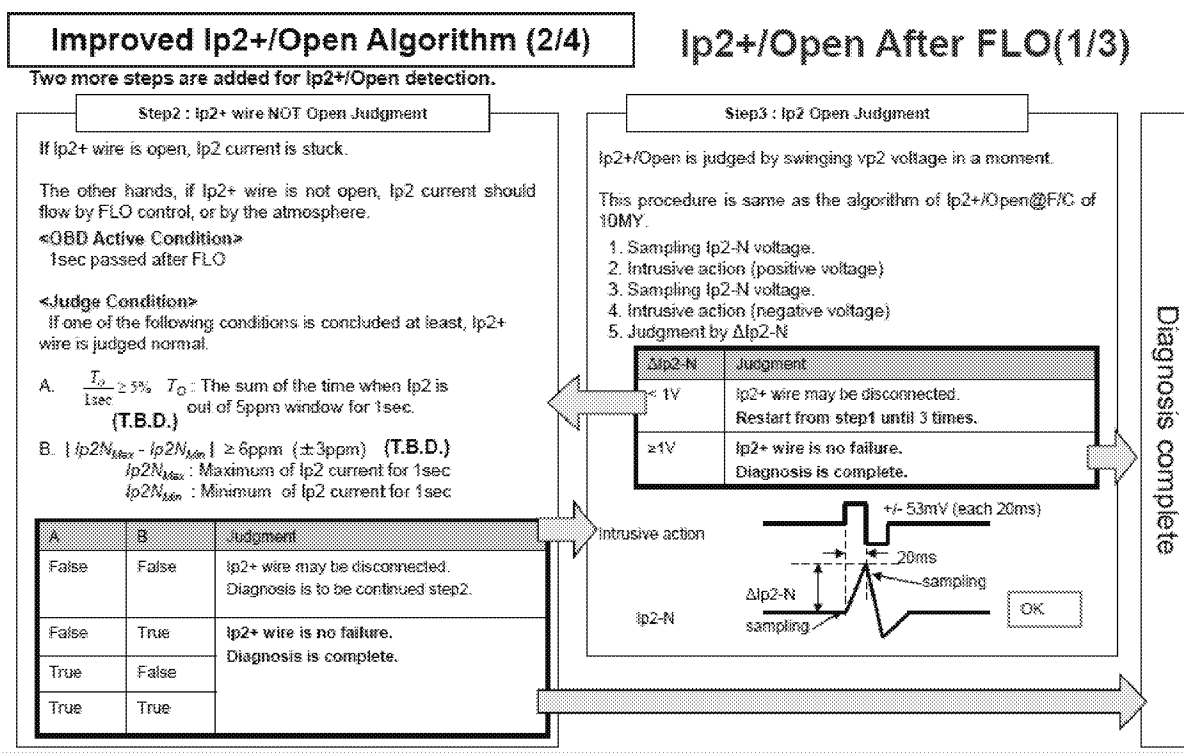 Improved Ip2+/Open Algorithm (2/4)
Ip2+/Open After FLO(1/3)
Two more steps are added for Ip2+/Open detection.
Step2 : Ip2+ wire NOT Open Judgment
If Ip2+ wire is open, Ip2 current is stuck.
The other hands, if Ip2+ wire is not open, Ip2 current should
flow by FLO control, or by the atmosphere.
<OBD Active Condition>
1sec passed after FLO
<Judge Condition>
If one of the following conditions is concluded at least, Ip2+
wire is judged normal.
A. T_O/1sec ≥ 5% T_O : The sum of the time when Ip2 is
out of 5ppm window for 1sec.
(T.B.D.)
B. | Ip2N_Max - Ip2N_Min | ≥ 6ppm (±3ppm) (T.B.D.)
Ip2N_Max : Maximum of Ip2 current for 1sec
Ip2N_Min : Minimum of Ip2 current for 1sec
A B Judgment
False False Ip2+ wire may be disconnected.
Diagnosis is to be continued step2.
False True Ip2+ wire is no failure.
Diagnosis is complete.
True False
True True
Step3 : Ip2 Open Judgment
Ip2+/Open is judged by swinging vp2 voltage in a moment.
This procedure is same as the algorithm of Ip2+/Open@F/C of
10MY.
1. Sampling Ip2-N voltage.
2. Intrusive action (positive voltage)
3. Sampling Ip2-N voltage.
4. Intrusive action (negative voltage)
5. Judgment by ΔIp2-N
ΔIp2-N Judgment
< 1V Ip2+ wire may be disconnected.
Restart from step1 until 3 times.
≥1V Ip2+ wire is no failure.
Diagnosis is complete.
+/- 53mV (each 20ms)
Intrusive action
20ms
sampling
ΔIp2-N
Ip2-N
sampling
OK
Diagnosis complete